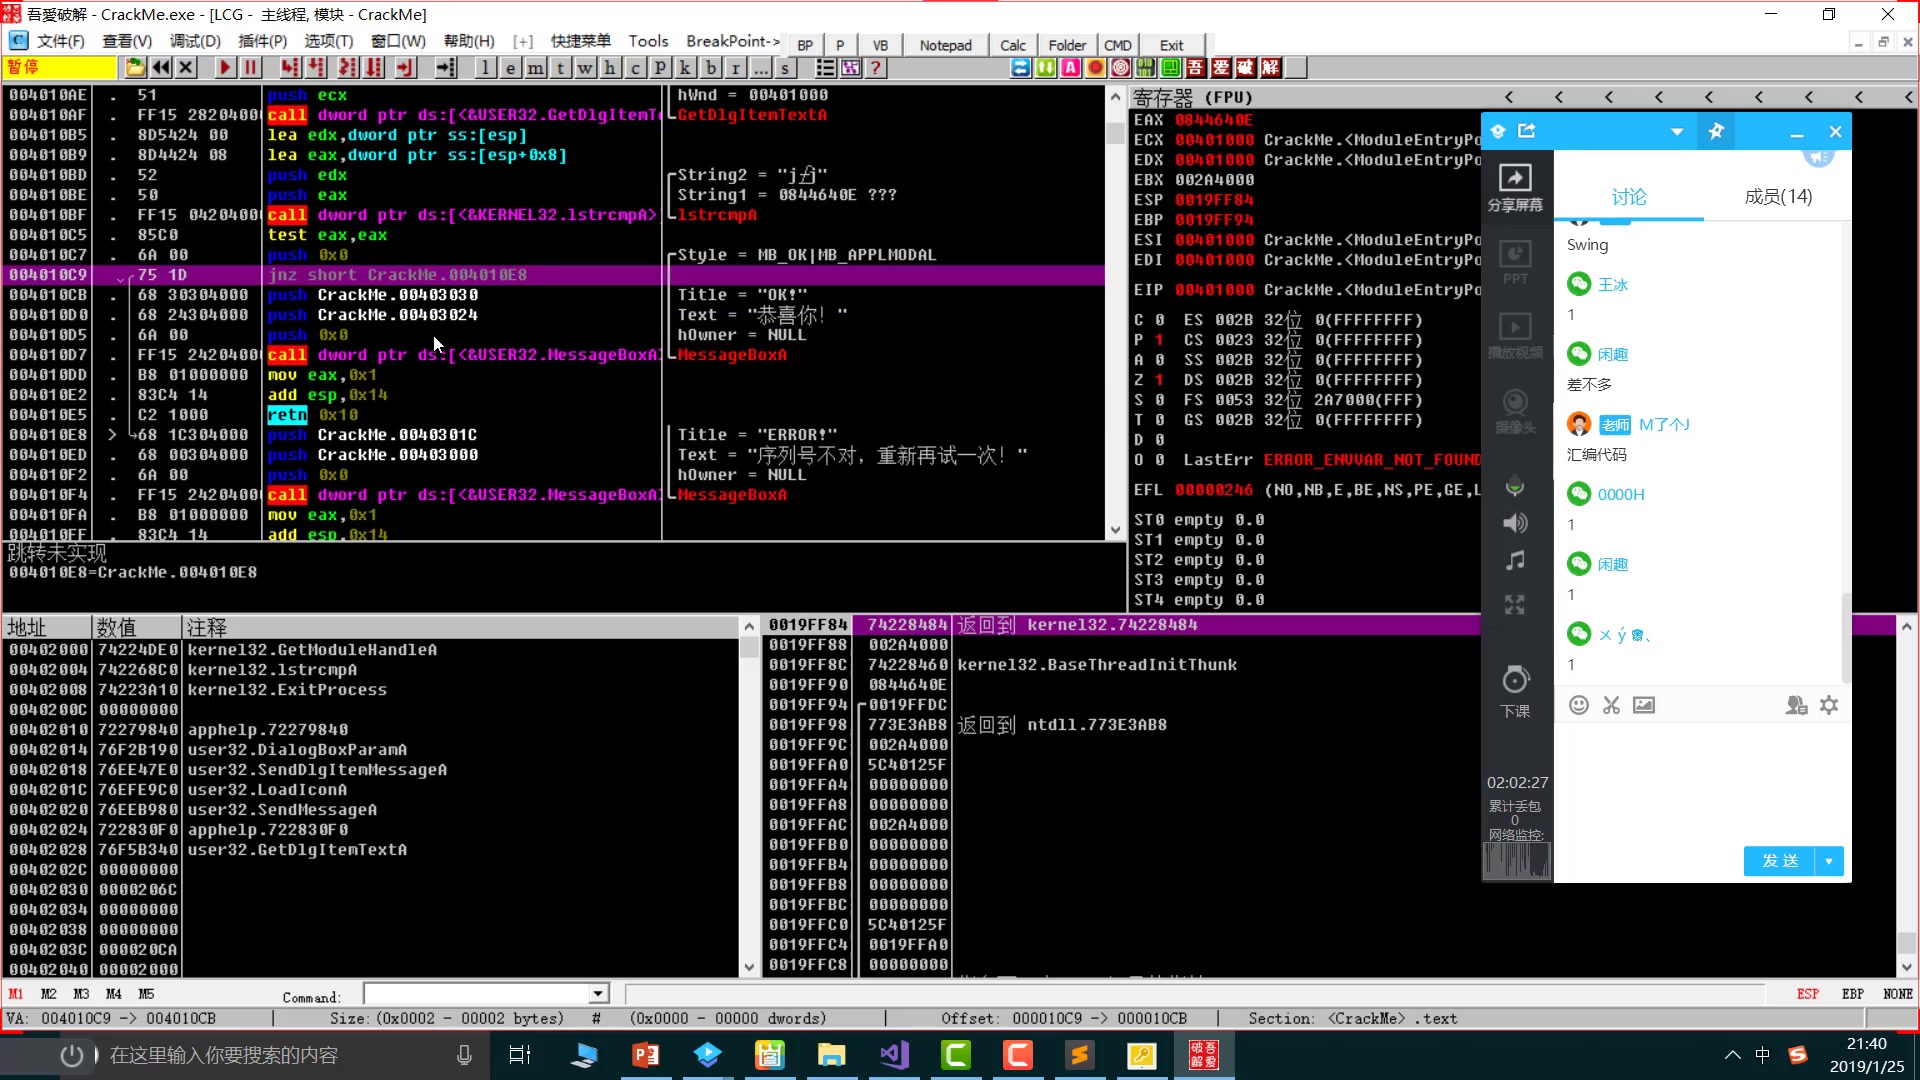 吾愛破解 - CrackMe.exe - [LCG - 主线程, 模块 - CrackMe]
文件(F) 查看(V) 调试(D) 插件(P) 选项(T) 窗口(W) 帮助(H) [+] 快捷菜单 Tools BreakPoint-> BP P VB Notepad Calc Folder CMD Exit
暂停 l e m t w h c p k b r ... s ? 吾 爱 破 解
004010AE . 51 push ecx hWnd = 00401000
004010AF . FF15 28204000 call dword ptr ds:[<&USER32.GetDlgItemT GetDlgItemTextA
004010B5 . 8D5424 00 lea edx,dword ptr ss:[esp]
004010B9 . 8D4424 08 lea eax,dword ptr ss:[esp+0x8]
004010BD . 52 push edx String2 =
004010BE . 50 push eax String1 = 0844640E ???
004010BF . FF15 04204000 call dword ptr ds:[<&KERNEL32.lstrcmpA> lstrcmpA
004010C5 . 85C0 test eax,eax
004010C7 . 6A 00 push 0x0 Style = MB_OK|MB_APPLMODAL
004010C9 . 75 1D jnz short CrackMe.004010E8
004010CB . 68 30304000 push CrackMe.00403030 Title = "OK!"
004010D0 . 68 24304000 push CrackMe.00403024 Text = "恭喜你! "
004010D5 . 6A 00 push 0x0 hOwner = NULL
004010D7 . FF15 24204000 call dword ptr ds:[<&USER32.MessageBoxA> MessageBoxA
004010DD . B8 01000000 mov eax,0x1
004010E2 . 83C4 14 add esp,0x14
004010E5 . C2 1000 retn 0x10
004010E8 > 68 1C304000 push CrackMe.0040301C Title = "ERROR!"
004010ED . 68 00304000 push CrackMe.00403000 Text = "序列号不对, 重新再试一次! "
004010F2 . 6A 00 push 0x0 hOwner = NULL
004010F4 . FF15 24204000 call dword ptr ds:[<&USER32.MessageBoxA> MessageBoxA
004010FA . B8 01000000 mov eax,0x1
004010FF . 83C4 14 add esp,0x14
跳转未实现
004010E8=CrackMe.004010E8
寄存器 (FPU) < < < < < < < < <
EAX 0844640E
ECX 00401000 CrackMe.<ModuleEntryPo
EDX 00401000 CrackMe.<ModuleEntryPo
EBX 002A4000
ESP 0019FF84
EBP 0019FF94
ESI 00401000 CrackMe.<ModuleEntryPo
EDI 00401000 CrackMe.<ModuleEntryPo
EIP 00401000 CrackMe.<ModuleEntryPo
C 0 ES 002B 32位 0(FFFFFFFF)
P 1 CS 0023 32位 0(FFFFFFFF)
A 0 SS 002B 32位 0(FFFFFFFF)
Z 1 DS 002B 32位 0(FFFFFFFF)
S 0 FS 0053 32位 2A7000(FFF)
T 0 GS 002B 32位 0(FFFFFFFF)
D 0
O 0 LastErr ERROR_ENVVAR_NOT_FOUND
EFL 00000246 (NO,NB,E,BE,NS,PE,GE,L
ST0 empty 0.0
ST1 empty 0.0
ST2 empty 0.0
ST3 empty 0.0
ST4 empty 0.0
地址 数值 注释
00402000 74224DE0 kernel32.GetModuleHandleA
00402004 742268C0 kernel32.lstrcmpA
00402008 74223A10 kernel32.ExitProcess
0040200C 00000000
00402010 72279840 apphelp.72279840
00402014 76F2B190 user32.DialogBoxParamA
00402018 76EE47E0 user32.SendDlgItemMessageA
0040201C 76EFE9C0 user32.LoadIconA
00402020 76EEB980 user32.SendMessageA
00402024 722830F0 apphelp.722830F0
00402028 76F5B340 user32.GetDlgItemTextA
0040202C 00000000
00402030 0000206C
00402034 00000000
00402038 00000000
0040203C 000020CA
00402040 00002000
0019FF84 74228484 返回到 kernel32.74228484
0019FF88 002A4000
0019FF8C 74228460 kernel32.BaseThreadInitThunk
0019FF90 0844640E
0019FF94 0019FFDC
0019FF98 773E3AB8 返回到 ntdll.773E3AB8
0019FF9C 002A4000
0019FFA0 5C40125F
0019FFA4 00000000
0019FFA8 00000000
0019FFAC 002A4000
0019FFB0 00000000
0019FFB4 00000000
0019FFB8 00000000
0019FFBC 00000000
0019FFC0 5C40125F
0019FFC4 0019FFA0
0019FFC8 00000000
分享屏幕
PPT
播放视频
摄像头
下课
02:02:27
累计丢包
0
网络监控:
讨论 成员(14)
Swing
王冰
1
闲趣
差不多
老师 M了个J
汇编代码
0000H
1
闲趣
1
1
发 送
M1 M2 M3 M4 M5 Command: ESP EBP NONE
VA: 004010C9 -> 004010CB Size:(0x0002 - 00002 bytes) # (0x0000 - 00000 dwords) Offset: 000010C9 -> 000010CB Section: <CrackMe> .text
在这里输入你要搜索的内容
中
21:40
2019/1/25